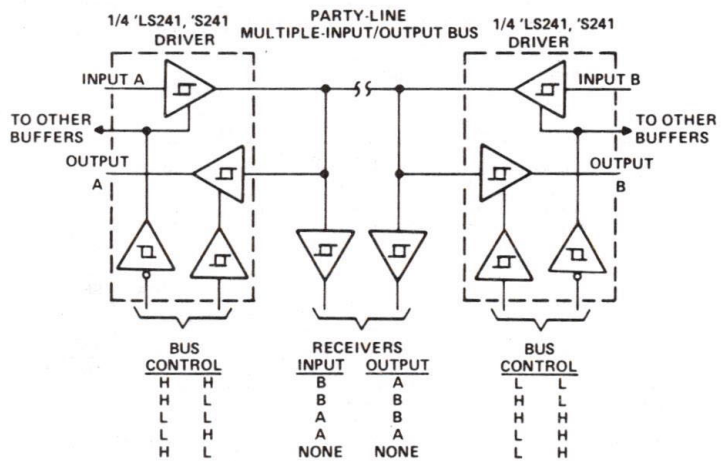 1/4 'LS241, 'S241
DRIVER
PARTY-LINE
MULTIPLE-INPUT/OUTPUT BUS
1/4 'LS241, 'S241
DRIVER
INPUT A
INPUT B
TO OTHER
BUFFERS
TO OTHER
BUFFERS
OUTPUT
A
OUTPUT
B
BUS
CONTROL
H H
H L
L L
L H
H L
RECEIVERS
INPUT OUTPUT
B A
B B
A B
A A
NONE NONE
BUS
CONTROL
L L
H L
H H
L H
H L